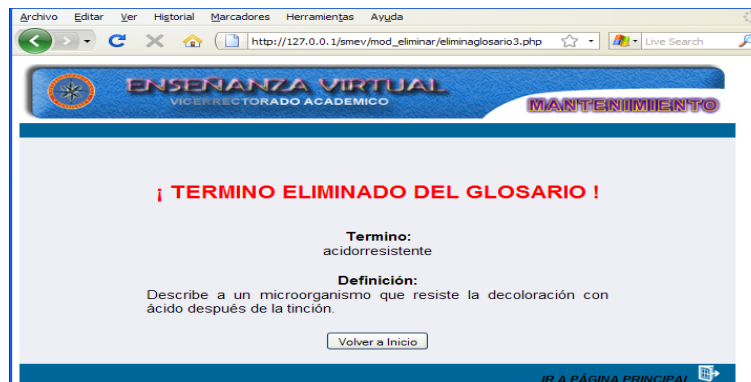 Archivo Editar Ver Historial Marcadores Herramientas Ayuda
http://127.0.0.1/smev/mod_eliminar/eliminaglosario3.php Live Search
ENSEÑANZA VIRTUAL
VICERRECTORADO ACADEMICO
MANTENIMIENTO
¡ TERMINO ELIMINADO DEL GLOSARIO !
Termino:
acidorresistente
Definición:
Describe a un microorganismo que resiste la decoloración con
ácido después de la tinción.
Volver a Inicio
IR A PÁGINA PRINCIPAL